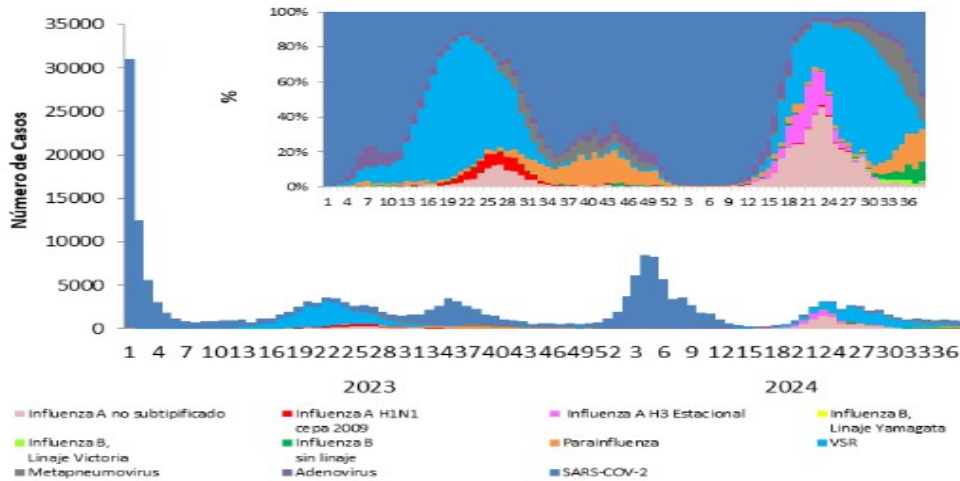 100%
80%
60%
40%
20%
0%
%
1 4 7 10 13 16 19 22 25 28 31 34 37 40 43 46 49 52 3 6 9 12 15 18 21 24 27 30 33 36
35000
30000
25000
20000
15000
10000
5000
0
Número de Casos
1 4 7 10 13 16 19 22 25 28 31 34 37 40 43 46 49 52 3 6 9 12 15 18 21 24 27 30 33 36
2023 2024
Influenza A no subtipificado
Influenza A H1N1
cepa 2009
Influenza A H3 Estacional
Influenza B,
Linaje Yamagata
Influenza B,
Linaje Victoria
Influenza B
sin linaje
Parainfluenza
VSR
Metapneumovirus
Adenovirus
SARS-COV-2